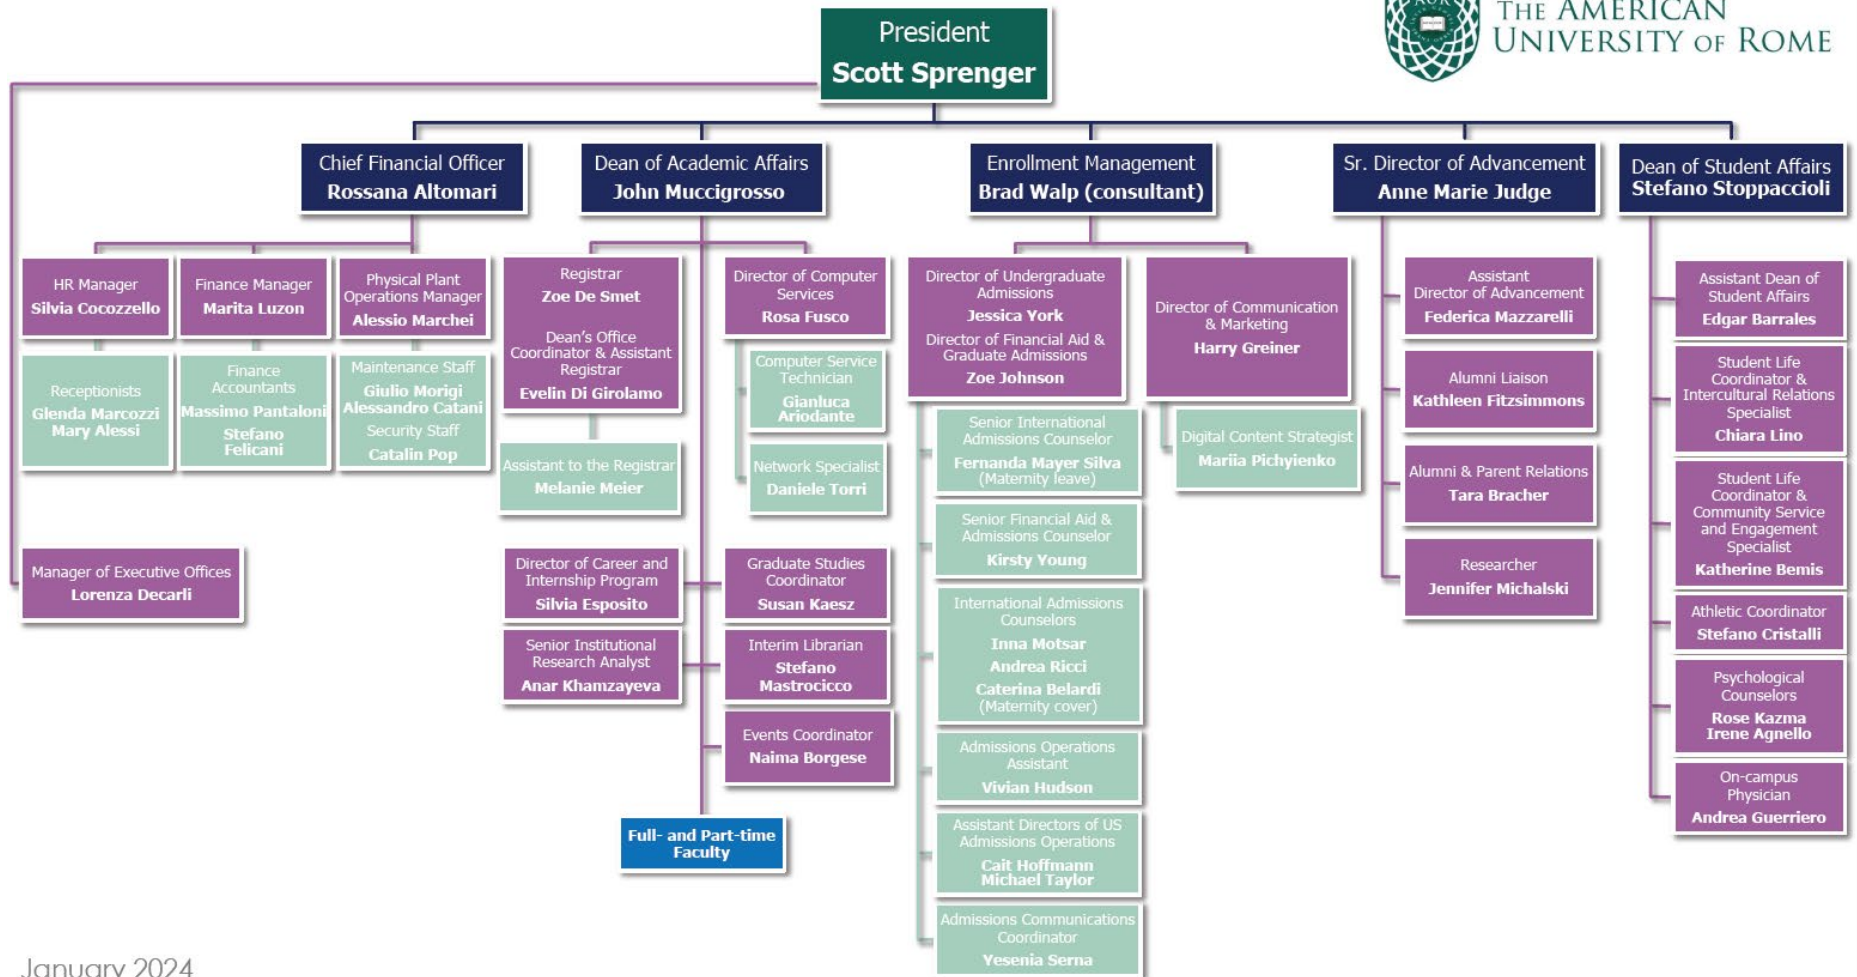 AUR
THE AMERICAN
UNIVERSITY OF ROME
President
Scott Sprenger
Chief Financial Officer
Rossana Altomari
Dean of Academic Affairs
John Muccigrosso
Enrollment Management
Brad Walp (consultant)
Sr. Director of Advancement
Anne Marie Judge
Dean of Student Affairs
Stefano Stoppaccioli
HR Manager
Silvia Cocozzello
Receptionists
Glenda Marcozzi
Mary Alessi
Finance Manager
Marita Luzon
Finance
Accountants
Massimo Pantaloni
Stefano
Felicani
Physical Plant
Operations Manager
Alessio Marchei
Maintenance Staff
Giulio Morigi
Alessandro Catani
Security Staff
Catalin Pop
Manager of Executive Offices
Lorenza Decarli
Registrar
Zoe De Smet
Dean's Office
Coordinator & Assistant
Registrar
Evelin Di Girolamo
Assistant to the Registrar
Melanie Meier
Director of Computer
Services
Rosa Fusco
Computer Service
Technician
Gianluca
Ariodante
Network Specialist
Daniele Torri
Director of Career and
Internship Program
Silvia Esposito
Graduate Studies
Coordinator
Susan Kaesz
Senior Institutional
Research Analyst
Anar Khamzayeva
Interim Librarian
Stefano
Mastrocicco
Events Coordinator
Naima Borgese
Full- and Part-time
Faculty
Director of Undergraduate
Admissions
Jessica York
Director of Financial Aid &
Graduate Admissions
Zoe Johnson
Senior International
Admissions Counselor
Fernanda Mayer Silva
(Maternity leave)
Senior Financial Aid &
Admissions Counselor
Kirsty Young
International Admissions
Counselors
Inna Motsar
Andrea Ricci
Caterina Belardi
(Maternity cover)
Admissions Operations
Assistant
Vivian Hudson
Assistant Directors of US
Admissions Operations
Cait Hoffmann
Michael Taylor
Admissions Communications
Coordinator
Yesenia Serna
Director of Communication
& Marketing
Harry Greiner
Digital Content Strategist
Mariia Pichyienko
Assistant
Director of Advancement
Federica Mazzarelli
Alumni Liaison
Kathleen Fitzsimmons
Alumni & Parent Relations
Tara Bracher
Researcher
Jennifer Michalski
Assistant Dean of
Student Affairs
Edgar Barrales
Student Life
Coordinator &
Intercultural Relations
Specialist
Chiara Lino
Student Life
Coordinator &
Community Service
and Engagement
Specialist
Katherine Bemis
Athletic Coordinator
Stefano Cristalli
Psychological
Counselors
Rose Kazma
Irene Agnello
On-campus
Physician
Andrea Guerriero
January 2024